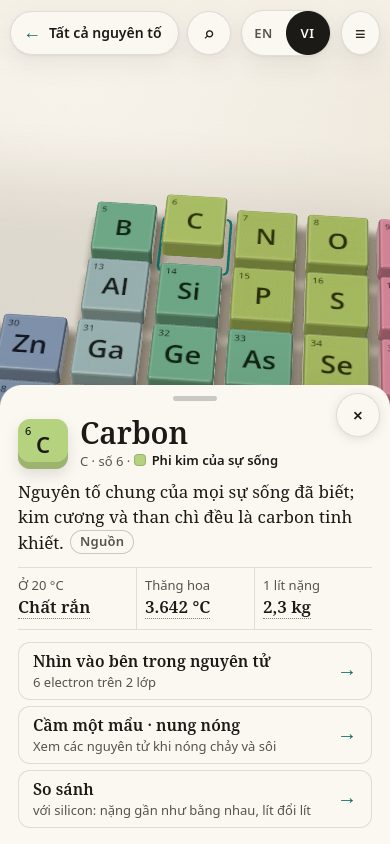 ← Tất cả nguyên tố
EN
VI
≡
5 B
6 C
7 N
8 O
9
13 Al
14 Si
15 P
16 S
30 Zn
31 Ga
32 Ge
33 As
34 Se
×
6 C
Carbon
C · số 6 · Phi kim của sự sống
Nguyên tố chung của mọi sự sống đã biết;
kim cương và than chì đều là carbon tinh
khiết. Nguồn
Ở 20 °C
Chất rắn
Thăng hoa
3.642 °C
1 lít nặng
2,3 kg
Nhìn vào bên trong nguyên tử
6 electron trên 2 lớp
→
Cầm một mẩu · nung nóng
Xem các nguyên tử khi nóng chảy và sôi
→
So sánh
với silicon: nặng gần như bằng nhau, lít đổi lít
→